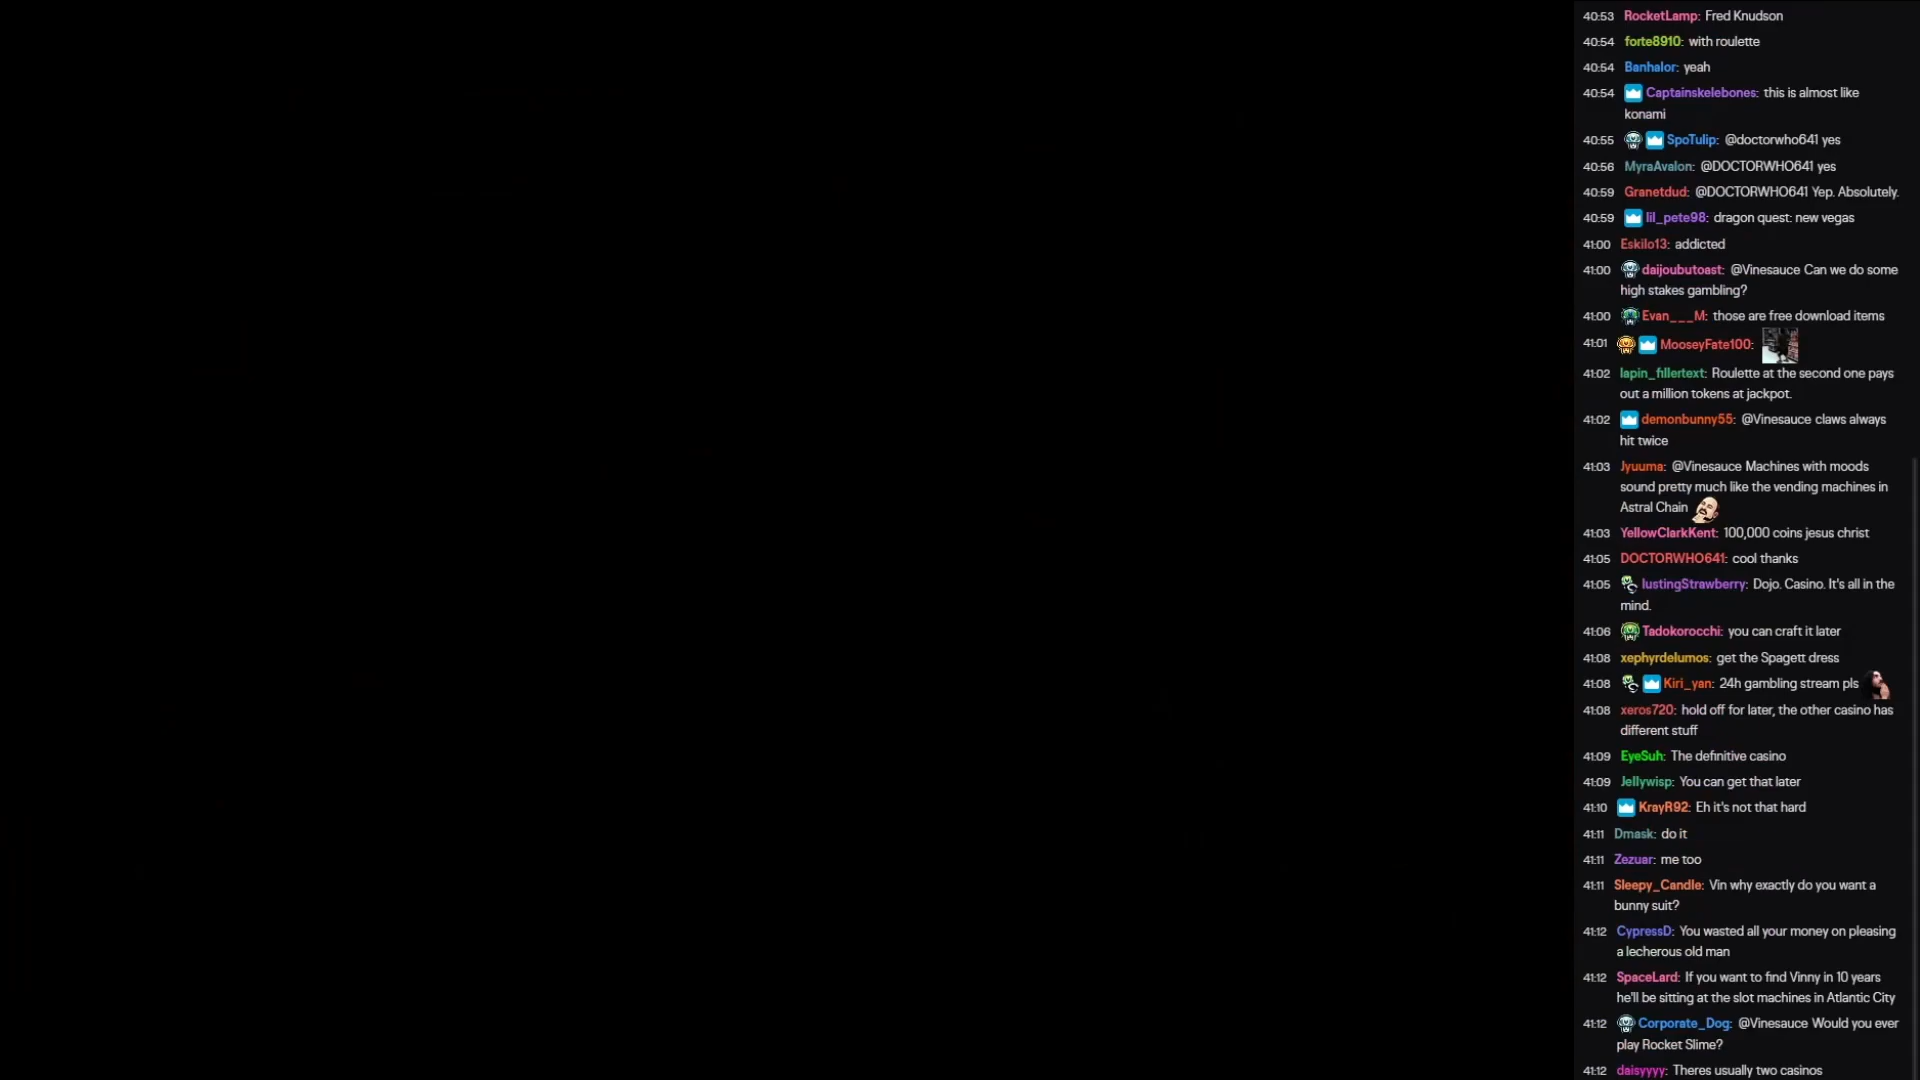 40:53 RocketLamp: Fred Knudson
40:54 forte8910: with roulette
40:54 Banhalor: yeah
40:54 Captainskelebones: this is almost like
konami
40:55 SpoTulip: @doctorwho641 yes
40:56 MyraAvalon: @DOCTORWHO641 yes
40:59 Granetdud: @DOCTORWHO641 Yep. Absolutely.
40:59 lil_pete98: dragon quest: new vegas
41:00 Eskilo13: addicted
41:00 daijoubutoast: @Vinesauce Can we do some
high stakes gambling?
41:00 Evan___M: those are free download items
41:01 MooseyFate100:
41:02 lapin_fillertext: Roulette at the second one pays
out a million tokens at jackpot.
41:02 demonbunny55: @Vinesauce claws always
hit twice
41:03 Jyuuma: @Vinesauce Machines with moods
sound pretty much like the vending machines in
Astral Chain
41:03 YellowClarkKent: 100,000 coins jesus christ
41:05 DOCTORWHO641: cool thanks
41:05 lustingStrawberry: Dojo. Casino. It's all in the
mind.
41:06 Tadokorocchi: you can craft it later
41:08 xephyrdelumos: get the Spagett dress
41:08 Kiri_yan: 24h gambling stream pls
41:08 xeros720: hold off for later, the other casino has
different stuff
41:09 EyeSuh: The definitive casino
41:09 Jellywisp: You can get that later
41:10 KrayR92: Eh it's not that hard
41:11 Dmask: do it
41:11 Zezuar: me too
41:11 Sleepy_Candle: Vin why exactly do you want a
bunny suit?
41:12 CypressD: You wasted all your money on pleasing
a lecherous old man
41:12 SpaceLard: If you want to find Vinny in 10 years
he'll be sitting at the slot machines in Atlantic City
41:12 Corporate_Dog: @Vinesauce Would you ever
play Rocket Slime?
41:12 daisyyyy: Theres usually two casinos